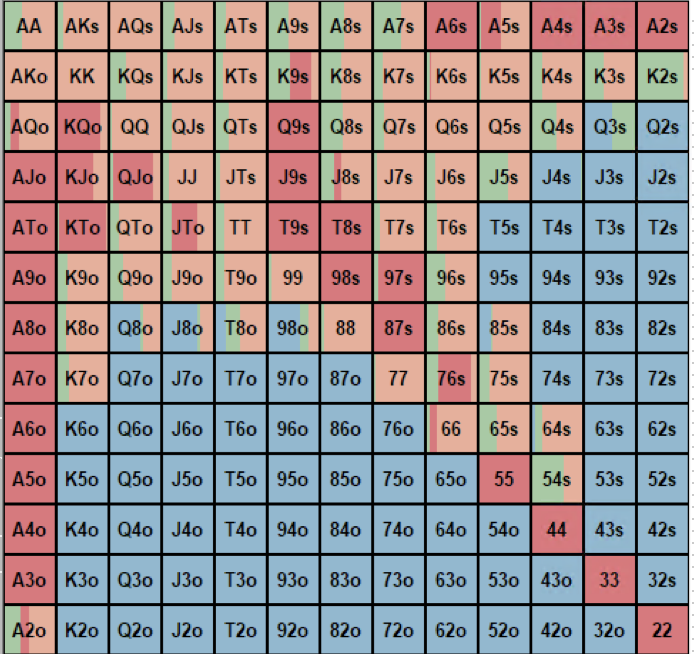 AA AKs AQs AJs ATs A9s A8s A7s A6s A5s A4s A3s A2s
AKo KK KQs KJs KTs K9s K8s K7s K6s K5s K4s K3s K2s
AQo KQo QQ QJs QTs Q9s Q8s Q7s Q6s Q5s Q4s Q3s Q2s
AJo KJo QJo JJ JTs J9s J8s J7s J6s J5s J4s J3s J2s
ATo KTo QTo JTo TT T9s T8s T7s T6s T5s T4s T3s T2s
A9o K9o Q9o J9o T9o 99 98s 97s 96s 95s 94s 93s 92s
A8o K8o Q8o J8o T8o 98o 88 87s 86s 85s 84s 83s 82s
A7o K7o Q7o J7o T7o 97o 87o 77 76s 75s 74s 73s 72s
A6o K6o Q6o J6o T6o 96o 86o 76o 66 65s 64s 63s 62s
A5o K5o Q5o J5o T5o 95o 85o 75o 65o 55 54s 53s 52s
A4o K4o Q4o J4o T4o 94o 84o 74o 64o 54o 44 43s 42s
A3o K3o Q3o J3o T3o 93o 83o 73o 63o 53o 43o 33 32s
A2o K2o Q2o J2o T2o 92o 82o 72o 62o 52o 42o 32o 22